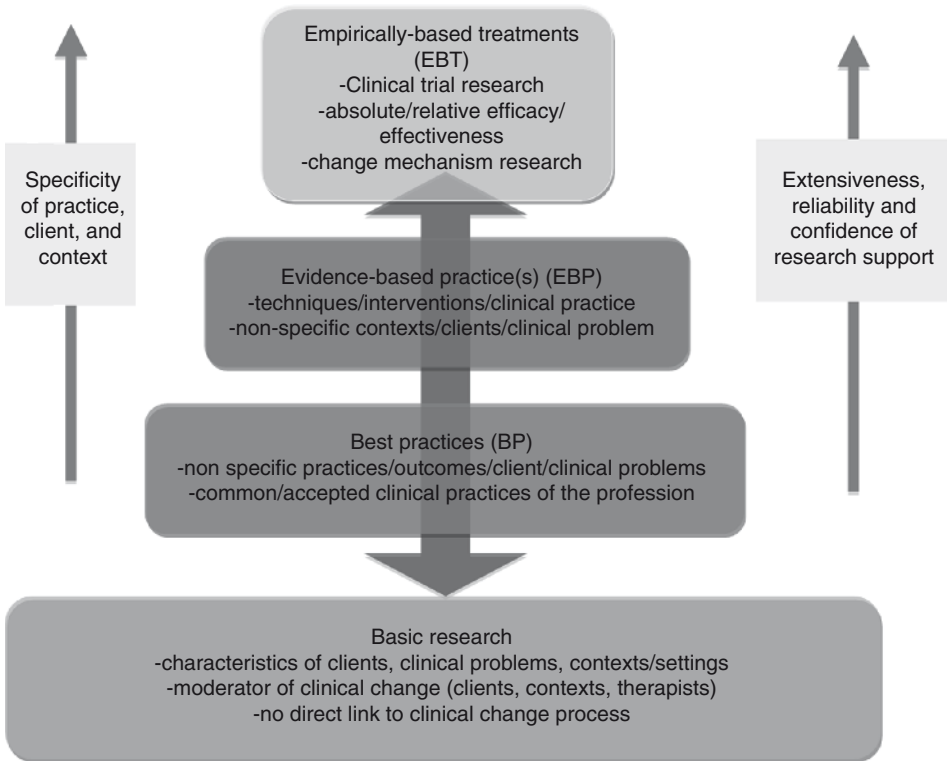 Empirically-based treatments
(EBT)
-Clinical trial research
-absolute/relative efficacy/
effectiveness
-change mechanism research
Specificity
of practice,
client, and
context
Extensiveness,
reliability and
confidence of
research support
Evidence-based practice(s) (EBP)
-techniques/interventions/clinical practice
-non-specific contexts/clients/clinical problem
Best practices (BP)
-non specific practices/outcomes/client/clinical problems
-common/accepted clinical practices of the profession
Basic research
-characteristics of clients, clinical problems, contexts/settings
-moderator of clinical change (clients, contexts, therapists)
-no direct link to clinical change process